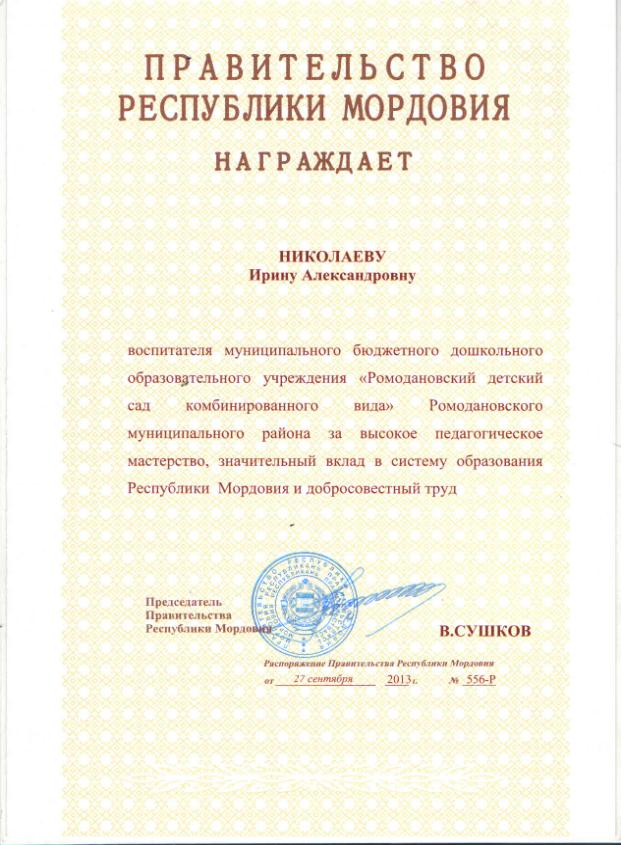 ПРАВИТЕЛЬСТВО
РЕСПУБЛИКИ МОРДОВИЯ
НАГРАЖДАЕТ
НИКОЛАЕВУ
Ирину Александровну
воспитателя муниципального бюджетного дошкольного
образовательного учреждения «Ромодановский детский
сад комбинированного вида» Ромодановского
муниципального района за высокое педагогическое
мастерство, значительный вклад в систему образования
Республики Мордовия и добросовестный труд
Председатель
Правительства
Республики Мордовия
В.СУШКОВ
Распоряжение Правительства Республики Мордовия
от 27 сентября 2013 г. № 556-Р